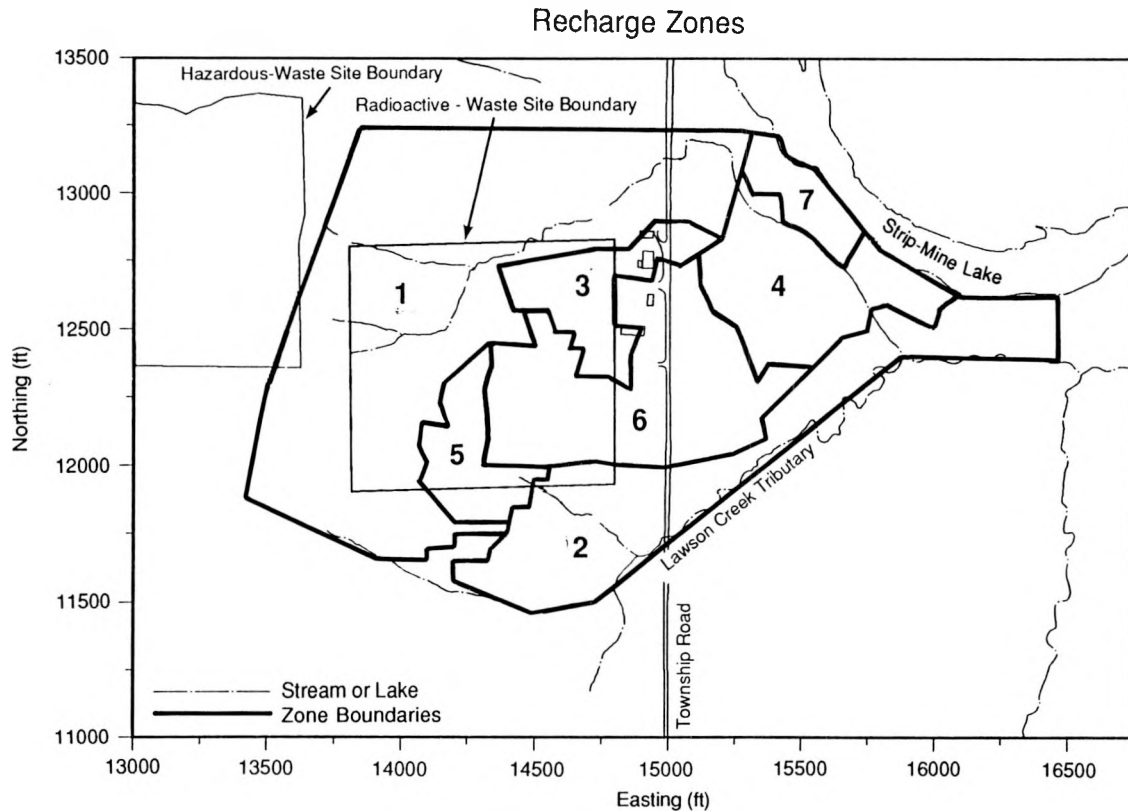 Recharge Zones
Hazardous-Waste Site Boundary
Radioactive - Waste Site Boundary
13500
13000
12500
12000
11500
11000
Northing (ft)
7
Strip-Mine Lake
1
3
4
6
5
2
Lawson Creek Tributary
Township Road
Stream or Lake
Zone Boundaries
13000 13500 14000 14500 15000 15500 16000 16500
Easting (ft)